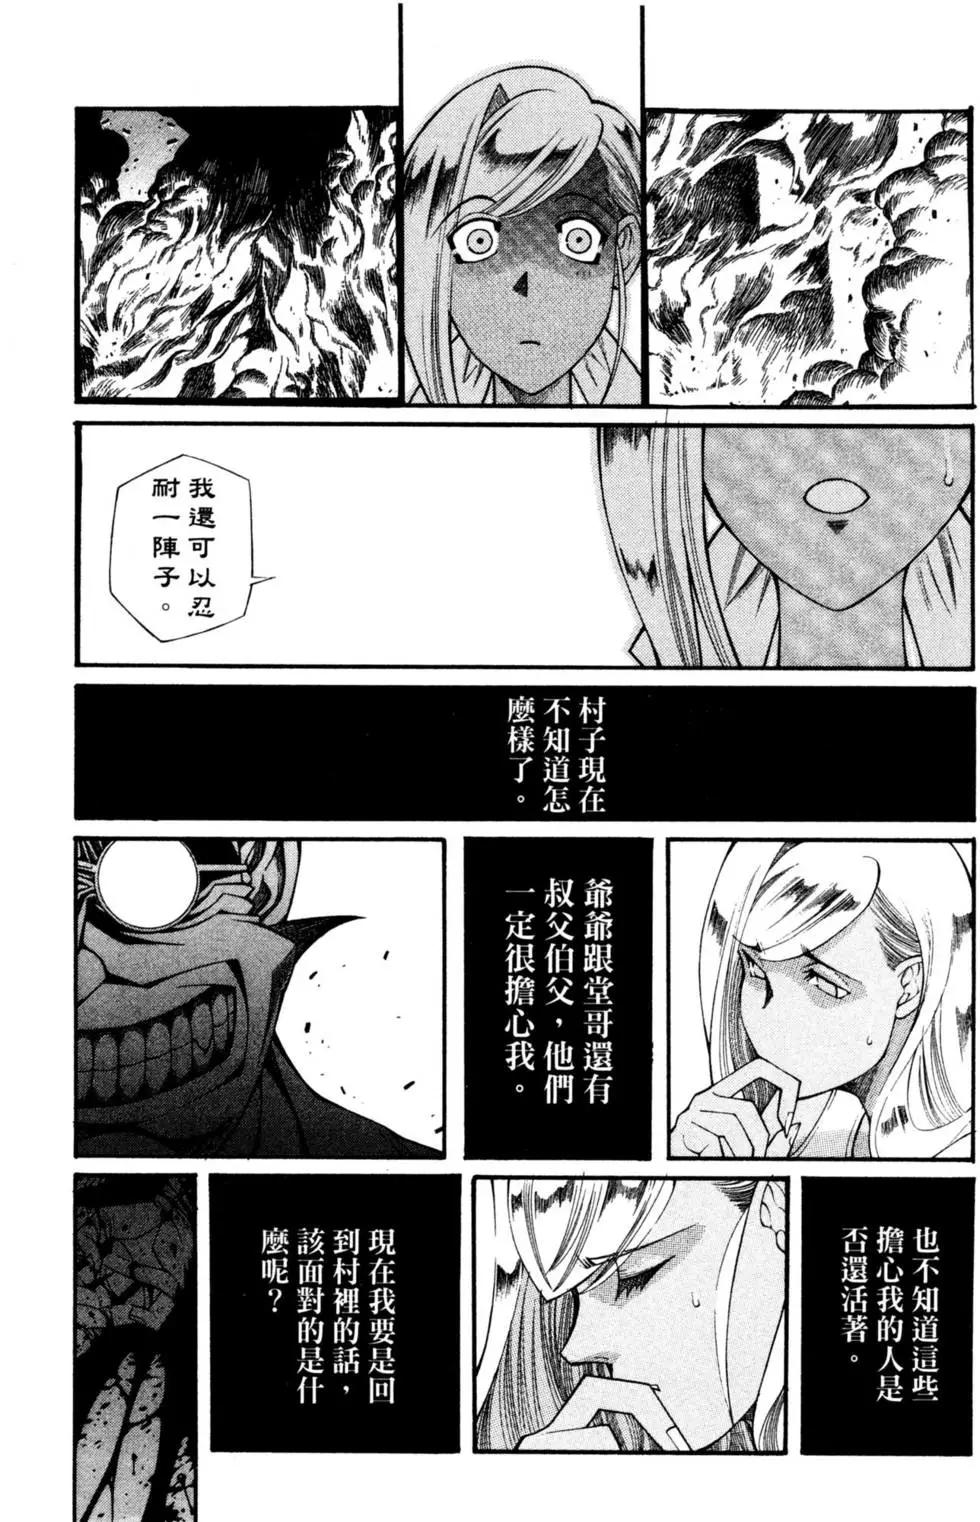 我還可以忍
耐一陣子。
村子現在
不知道怎
麼樣了。
爺爺跟堂哥還有
叔父伯父，他們
一定很擔心我。
也不知道這些
擔心我的人是
否還活著。
現在我要是回
到村裡的話，
該面對的是什
麼呢？